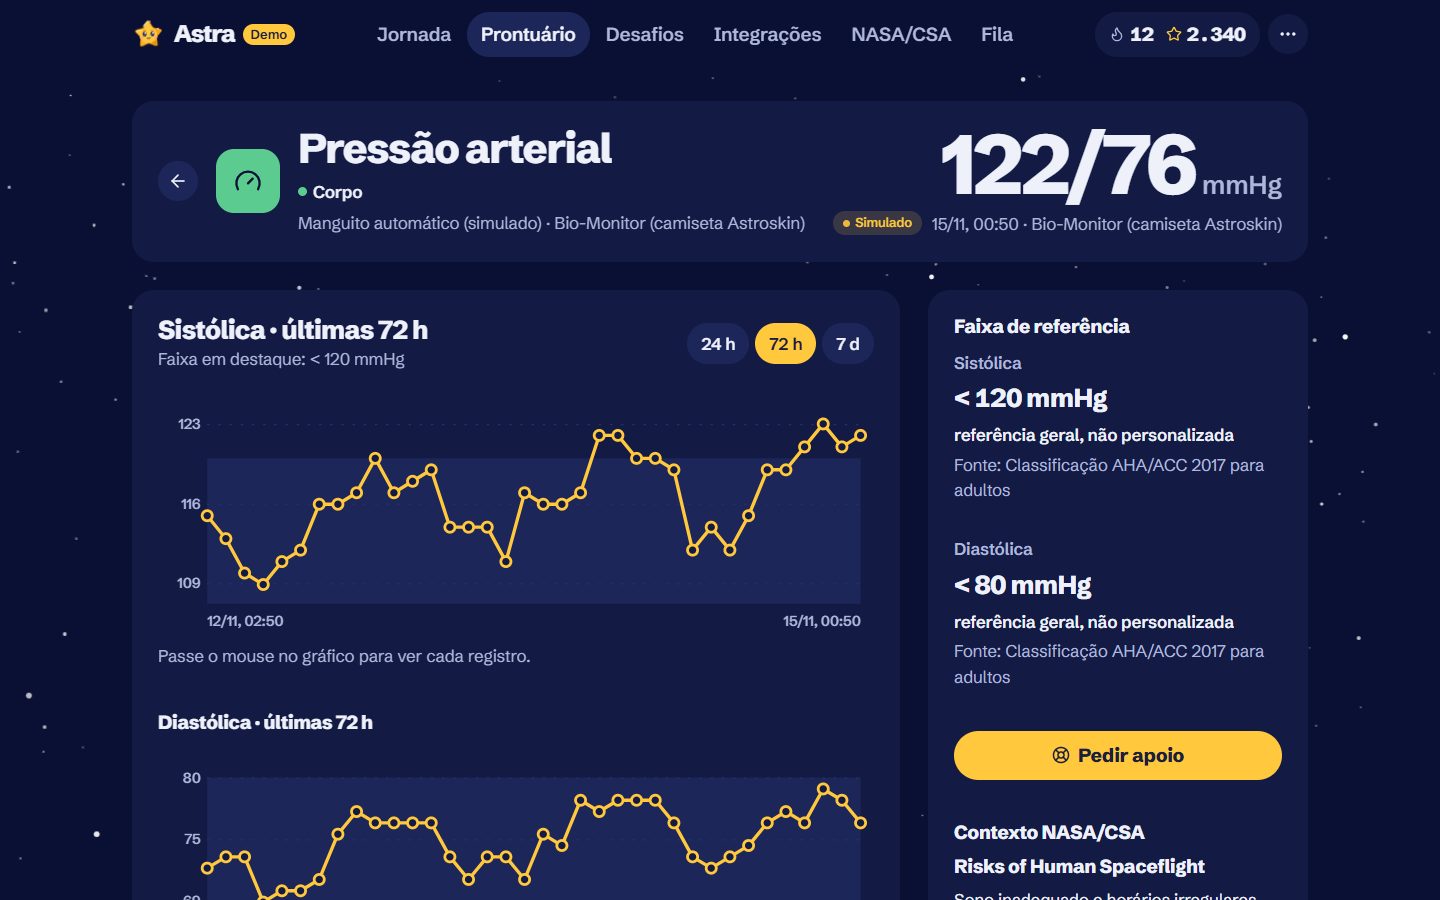 Astra Demo
Jornada Prontuário Desafios Integrações NASA/CSA Fila
12 2.340
Pressão arterial
Corpo
Manguito automático (simulado) · Bio-Monitor (camiseta Astroskin)
122/76 mmHg
Simulado 15/11, 00:50 · Bio-Monitor (camiseta Astroskin)
Sistólica · últimas 72 h
Faixa em destaque: < 120 mmHg
24 h 72 h 7 d
123
116
109
12/11, 02:50 15/11, 00:50
Passe o mouse no gráfico para ver cada registro.
Diastólica · últimas 72 h
80
75
Faixa de referência
Sistólica
< 120 mmHg
referência geral, não personalizada
Fonte: Classificação AHA/ACC 2017 para
adultos
Diastólica
< 80 mmHg
referência geral, não personalizada
Fonte: Classificação AHA/ACC 2017 para
adultos
Pedir apoio
Contexto NASA/CSA
Risks of Human Spaceflight
Sono inadequado e horários irregulares